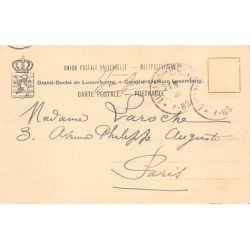 UNION POSTALE UNIVERSELLE — WELTPOSTVEREIN
Grand-Duché de Luxembourg. — Grossherzogtum Luxemburg.
CARTE POSTALE — POSTKARTE
Madame Laroche
3, Avenue Philippe Auguste
Paris